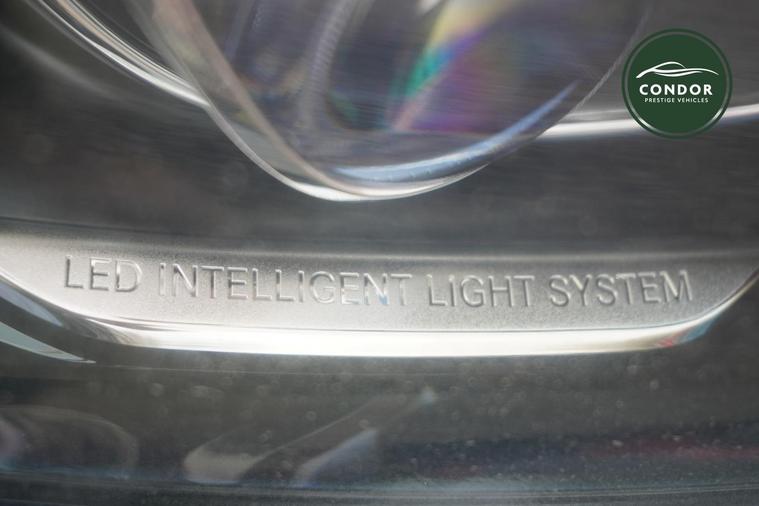 CONDOR
PRESTIGE VEHICLES
LED INTELLIGENT LIGHT SYSTEM